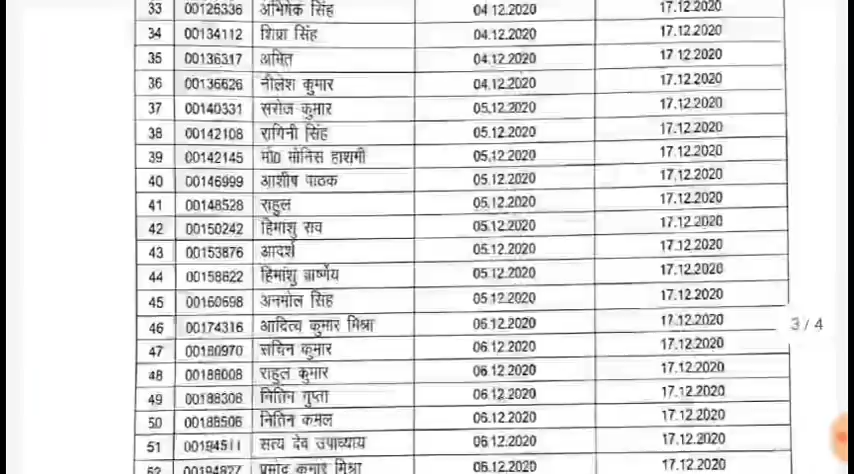 33 00126336 अभिषेक सिंह 04 12.2020 17.12.2020
34 00134112 शिप्रा सिंह 04.12.2020 17.12.2020
35 00136317 अमित 04.12.2020 17 12.2020
36 00136626 नीलेश कुमार 04.12.2020 17.12.2020
37 00140331 सरोज कुमार 05.12.2020 17.12.2020
38 00142108 रागिनी सिंह 05.12.2020 17.12.2020
39 00142145 मो0 मोनिस हाशमी 05.12.2020 17.12.2020
40 00146999 आशीष पाठक 05.12.2020 17.12.2020
41 00148528 राहुल 05.12.2020 17.12.2020
42 00150242 हिमांशु राव 05.12.2020 17.12.2020
43 00153876 आदर्श 05.12.2020 17.12.2020
44 00158622 हिमांशु वार्ष्णेय 05.12.2020 17.12.2020
45 00160698 अनमोल सिंह 05.12.2020 17.12.2020
46 00174316 आदित्य कुमार मिश्रा 06.12.2020 17.12.2020
3 / 4
47 00180970 सचिन कुमार 06.12.2020 17.12.2020
48 00188008 राहुल कुमार 06 12.2020 17.12.2020
49 00188308 नितिन गुप्ता 06.12.2020 17.12.2020
50 00188506 नितिन कमल 06.12.2020 17.12.2020
51 00194511 सत्य देव उपाध्याय 06 12.2020 17.12.2020
52 00194827 प्रमोद कुमार मिश्रा 06.12.2020 17.12.2020